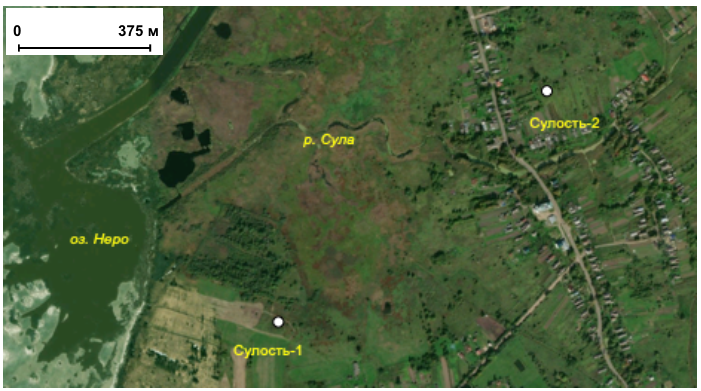 0 375 м
Сулость-2
р. Сула
оз. Неро
Сулость-1